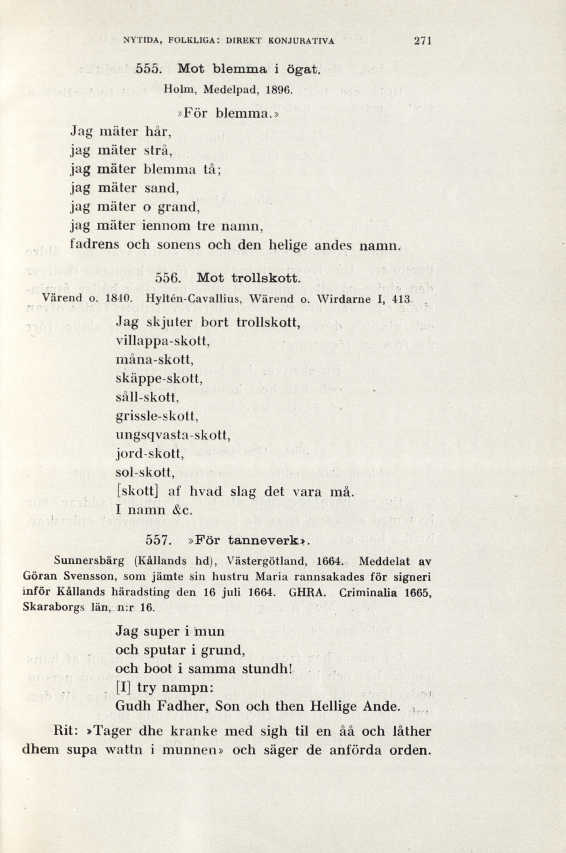 NYTIDA, FOLKLIGA: DIREKT KONJURATIVA 271
555. Mot blemma i ögat.
Holm, Medelpad, 1896.
»För blemma.»
Jag mäter hår,
jag mäter strå,
jag mäter blemma tå;
jag mäter sand,
jag mäter o grand,
jag mäter iennom tre namn,
fadrens och sonens och den helige andes namn.
556. Mot trollskott.
Värend o. 1840. Hyltén-Cavallius, Wärend o. Wirdarne I, 413
Jag skjuter bort trollskott,
villappa-skott,
måna-skott,
skäppe-skott,
såll-skott,
grissle-skott,
ungsqvasta-skott,
jord-skott,
sol-skott,
[skott] af hvad slag det vara må.
I namn &c.
557. »För tanneverk».
Sunnersbärg (Kållands hd), Västergötland, 1664. Meddelat av
Göran Svensson, som jämte sin hustru Maria rannsakades för signeri
inför Kållands häradsting den 16 juli 1664. GHRA. Criminalia 1665,
Skaraborgs län, n:r 16.
Jag super i mun
och sputar i grund,
och boot i samma stundh!
[I] try nampn:
Gudh Fadher, Son och then Hellige Ande.
Rit: »Tager dhe kranke med sigh til en åå och låther
dhem supa wattn i munnen» och säger de anförda orden.